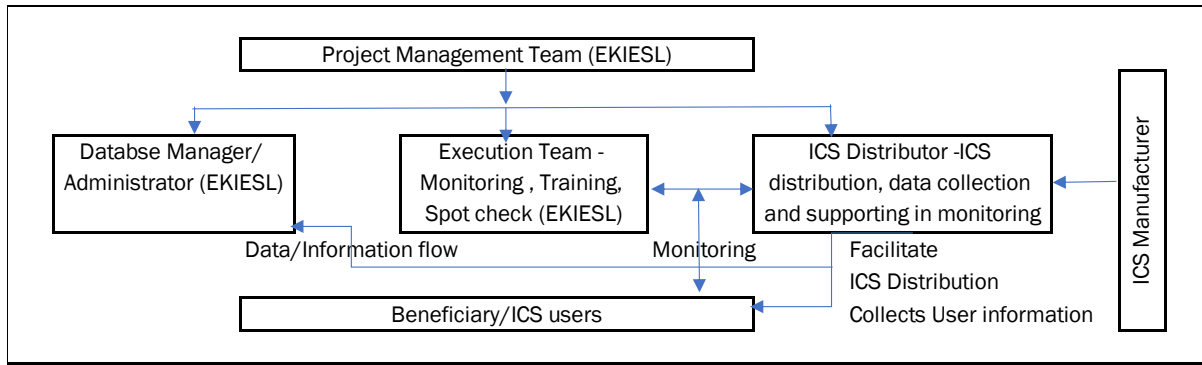 Project Management Team (EKIESL)
Databse Manager/
Administrator (EKIESL)
Execution Team -
Monitoring , Training,
Spot check (EKIESL)
ICS Distributor -ICS
distribution, data collection
and supporting in monitoring
ICS Manufacturer
Data/Information flow
Monitoring
Facilitate
ICS Distribution
Collects User information
Beneficiary/ICS users